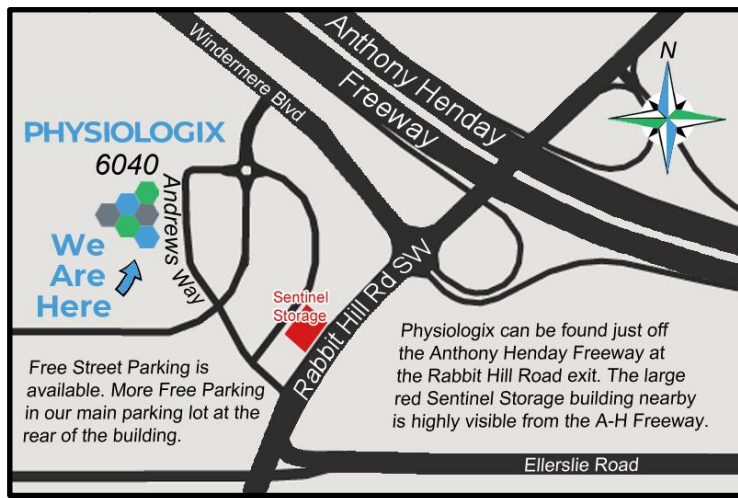 Windermere Blvd
Anthony Henday
Freeway
N
PHYSIOLOGIX
6040
Andrews Way
We
Are
Here
Sentinel
Storage
Rabbit Hill Rd SW
Physiologix can be found just off
the Anthony Henday Freeway at
the Rabbit Hill Road exit. The large
red Sentinel Storage building nearby
is highly visible from the A-H Freeway.
Free Street Parking is
available. More Free Parking
in our main parking lot at the
rear of the building.
Ellerslie Road